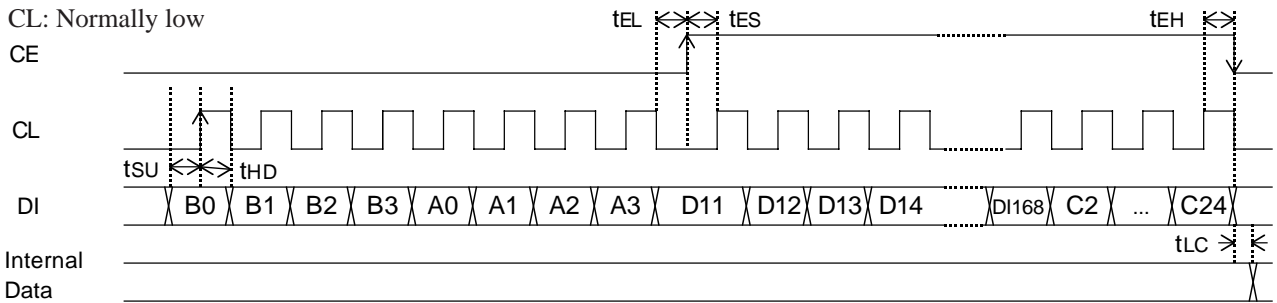 CL: Normally low
tEL tES tEH
CE
CL
tSU tHD
DI B0 B1 B2 B3 A0 A1 A2 A3 D11 D12 D13 D14 DI168 C2 ... C24
tLC
Internal
Data